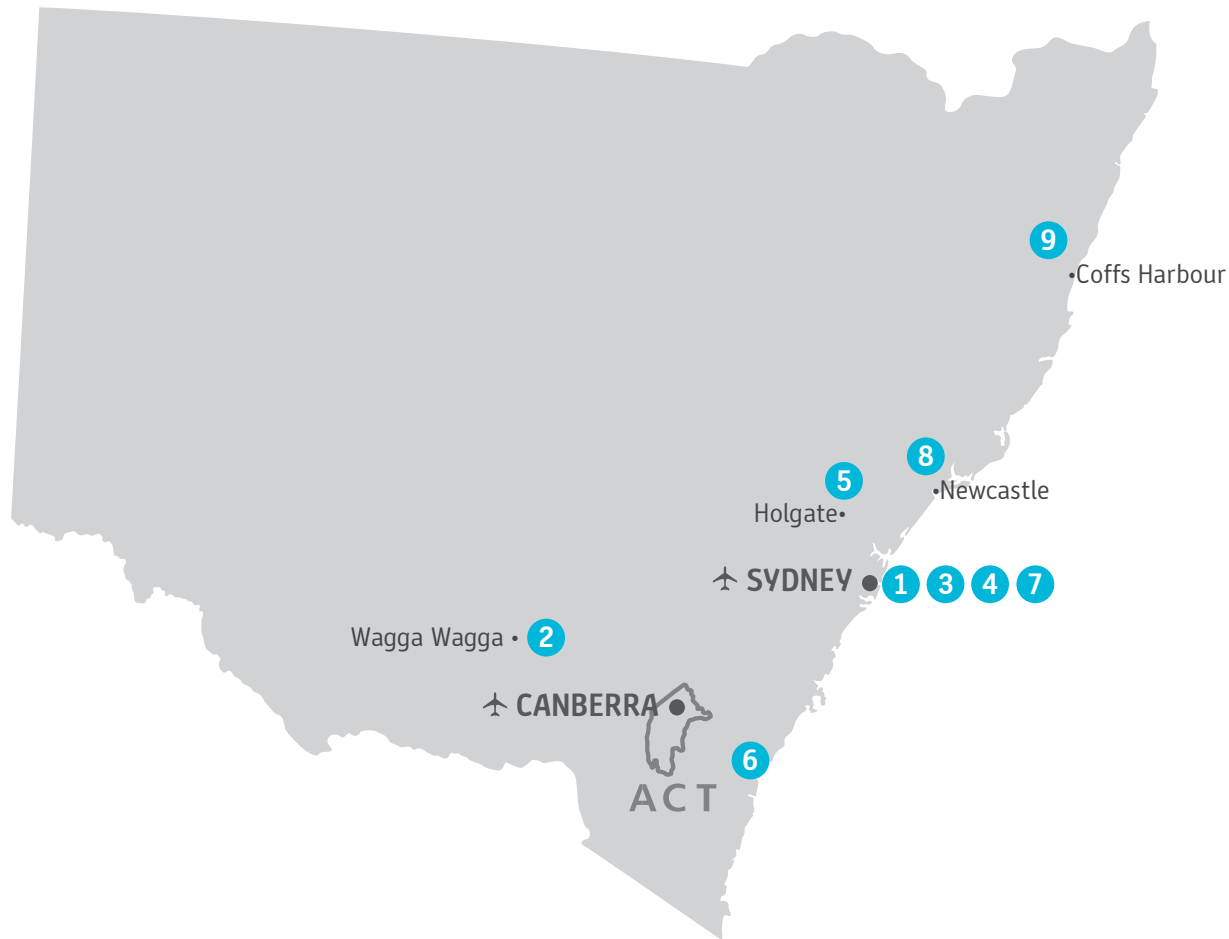 9
Coffs Harbour
8
5
Newcastle
Holgate
SYDNEY 1 3 4 7
Wagga Wagga 2
CANBERRA
6
ACT